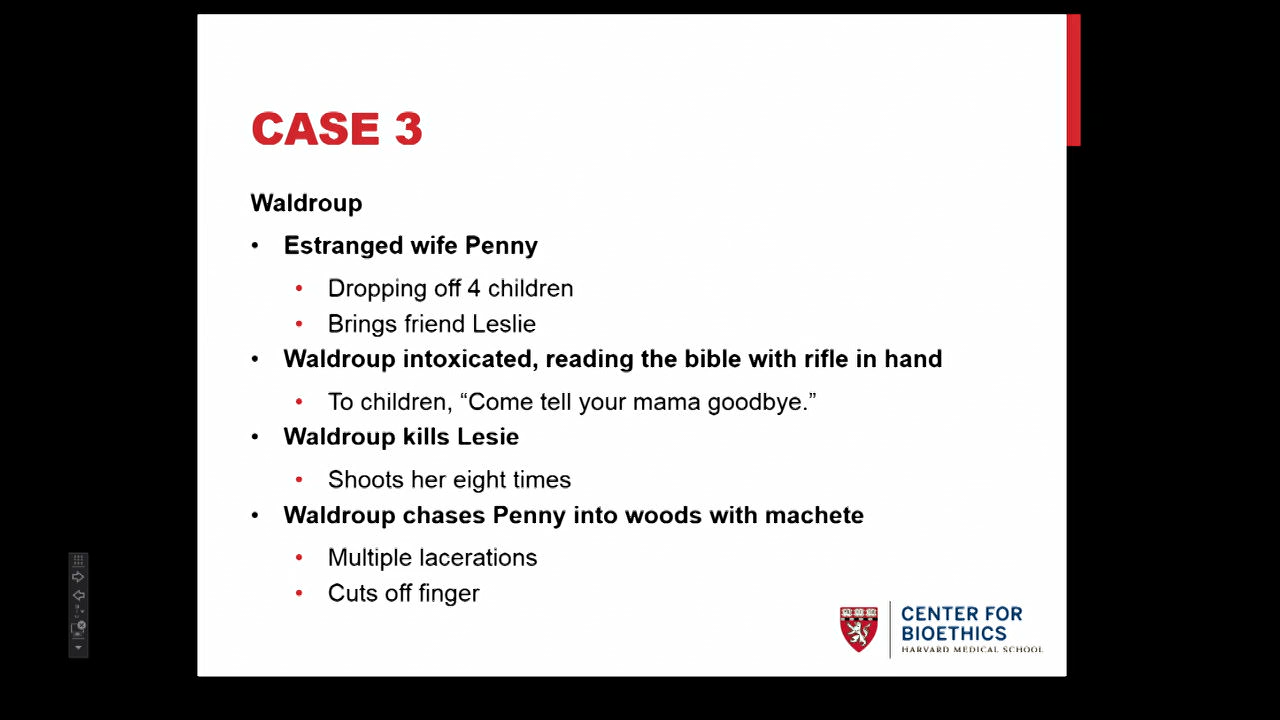 CASE 3
Waldroup
• Estranged wife Penny
• Dropping off 4 children
• Brings friend Leslie
• Waldroup intoxicated, reading the bible with rifle in hand
• To children, “Come tell your mama goodbye.”
• Waldroup kills Lesie
• Shoots her eight times
• Waldroup chases Penny into woods with machete
• Multiple lacerations
• Cuts off finger
CENTER FOR
BIOETHICS
HARVARD MEDICAL SCHOOL